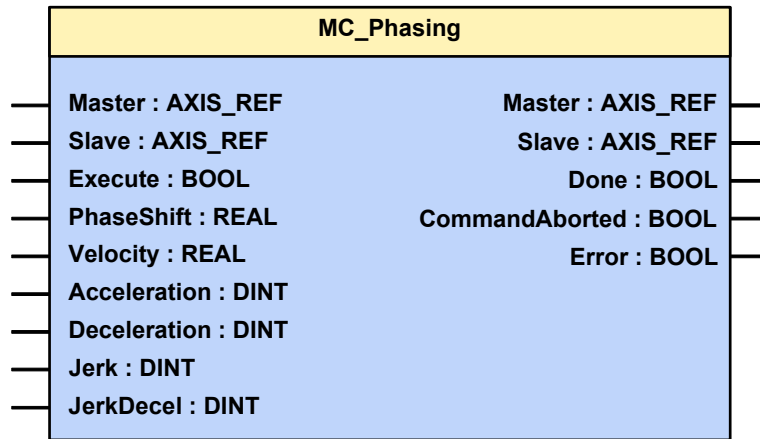 MC_Phasing
Master : AXIS_REF Master : AXIS_REF
Slave : AXIS_REF Slave : AXIS_REF
Execute : BOOL Done : BOOL
PhaseShift : REAL CommandAborted : BOOL
Velocity : REAL Error : BOOL
Acceleration : DINT
Deceleration : DINT
Jerk : DINT
JerkDecel : DINT